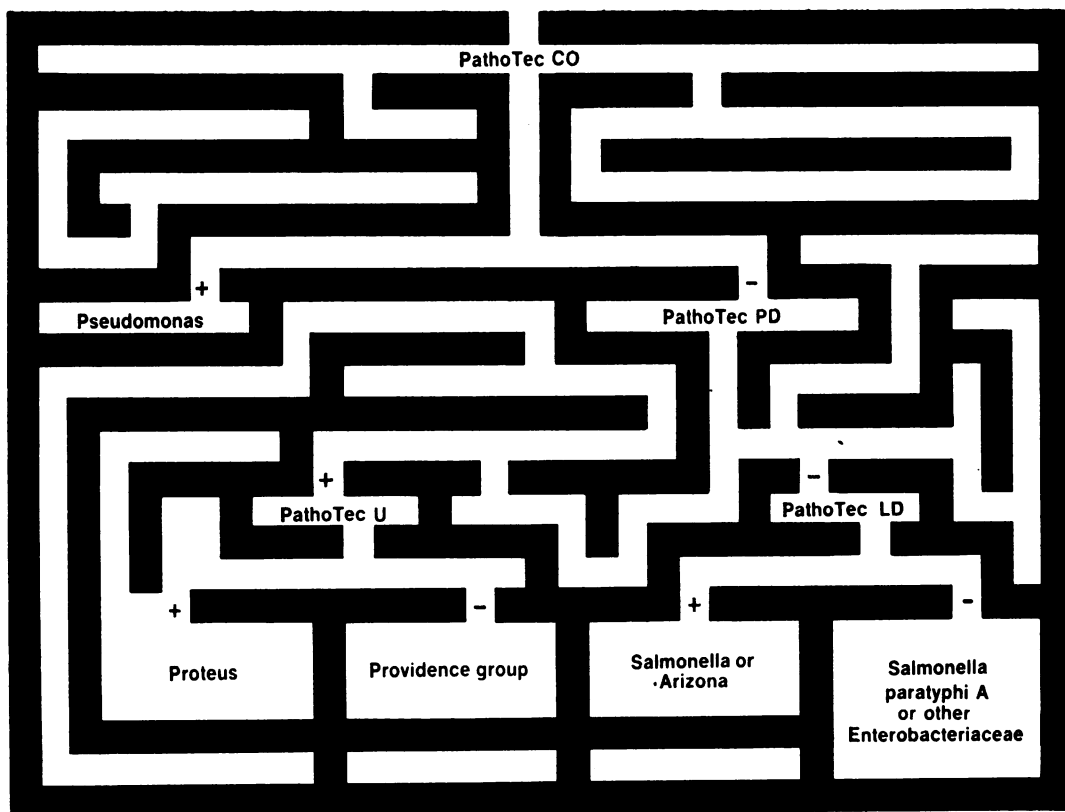 PathoTec CO
+
−
Pseudomonas
PathoTec PD
+
−
PathoTec U
PathoTec LD
+
−
+
−
Proteus
Providence group
Salmonella or
Arizona
Salmonella
paratyphi A
or other
Enterobacteriaceae